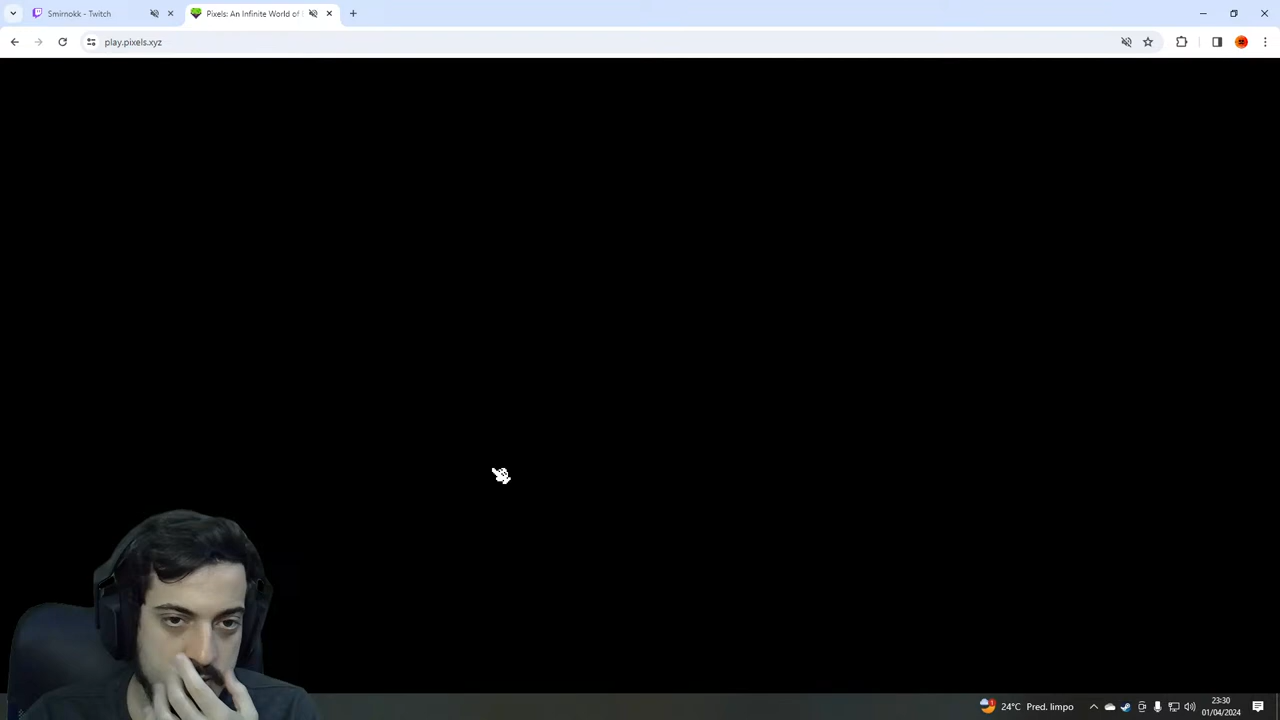 Smirnokk - Twitch
Pixels: An Infinite World of
play.pixels.xyz
24°C Pred. limpo
23:30
01/04/2024